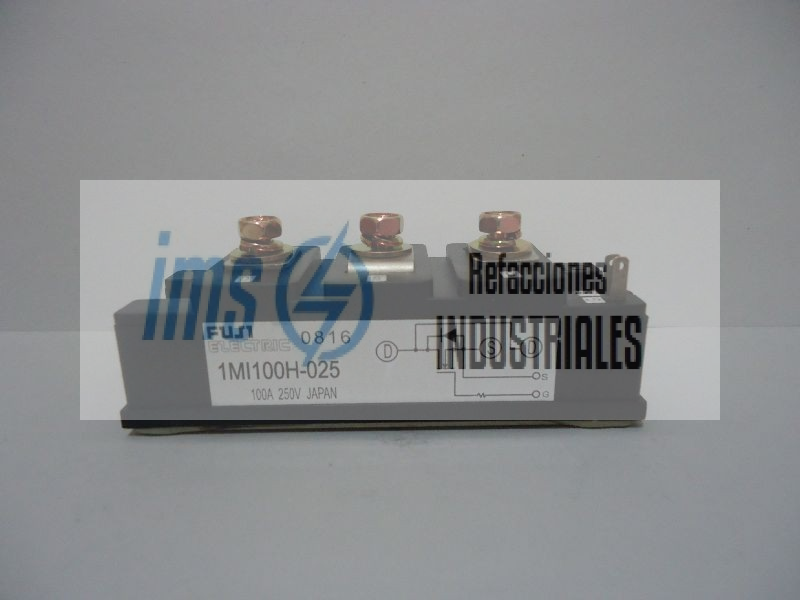 ims
Refacciones
INDUSTRIALES
FUJI
ELECTRIC
0816
1MI100H-025
100A 250V JAPAN
D
S
D
S
G